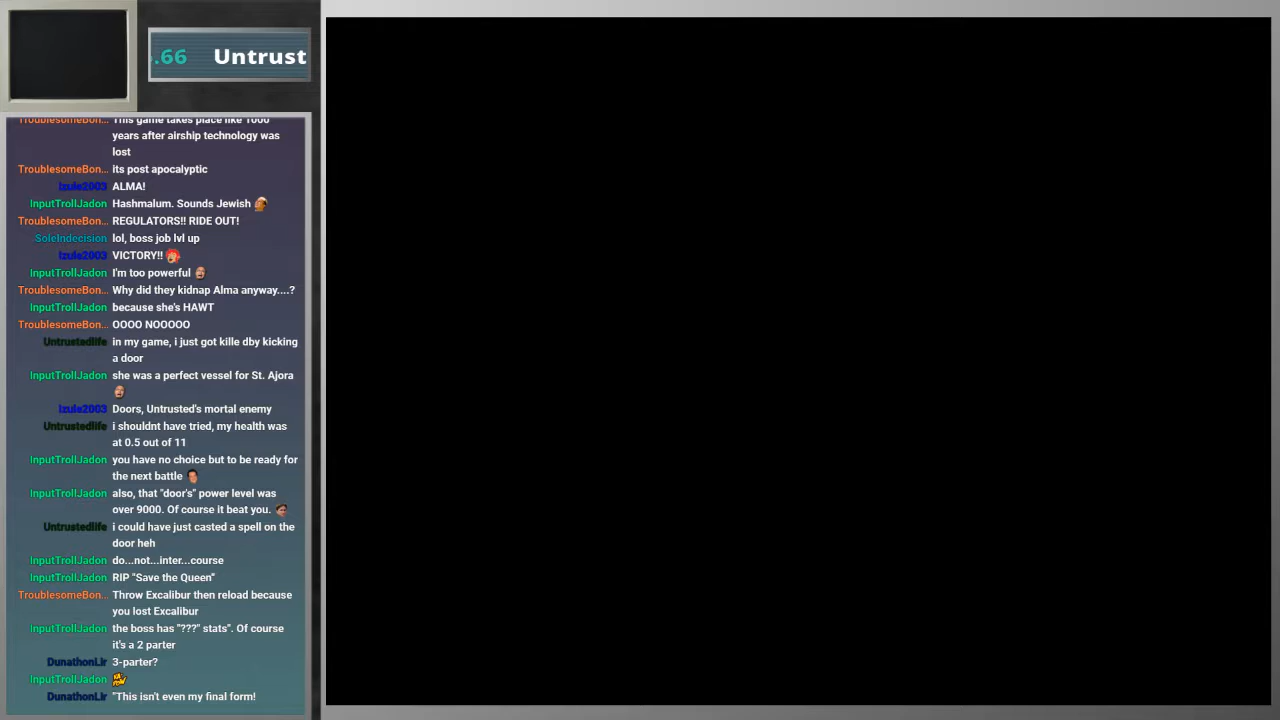 .66 Untrust
TroublesomeBon... This game takes place like 1000
years after airship technology was
lost
TroublesomeBon... its post apocalyptic
Izule2003 ALMA!
InputTrollJadon Hashmalum. Sounds Jewish
TroublesomeBon... REGULATORS!! RIDE OUT!
SoleIndecision lol, boss job lvl up
Izule2003 VICTORY!!
InputTrollJadon I'm too powerful
TroublesomeBon... Why did they kidnap Alma anyway....?
InputTrollJadon because she's HAWT
TroublesomeBon... OOOO NOOOOO
Untrustedlife in my game, i just got kille dby kicking
a door
InputTrollJadon she was a perfect vessel for St. Ajora
Izule2003 Doors, Untrusted's mortal enemy
Untrustedlife i shouldnt have tried, my health was
at 0.5 out of 11
InputTrollJadon you have no choice but to be ready for
the next battle
InputTrollJadon also, that "door's" power level was
over 9000. Of course it beat you.
Untrustedlife i could have just casted a spell on the
door heh
InputTrollJadon do...not...inter...course
InputTrollJadon RIP "Save the Queen"
TroublesomeBon... Throw Excalibur then reload because
you lost Excalibur
InputTrollJadon the boss has "???" stats". Of course
it's a 2 parter
DunathonLir 3-parter?
InputTrollJadon
DunathonLir "This isn't even my final form!